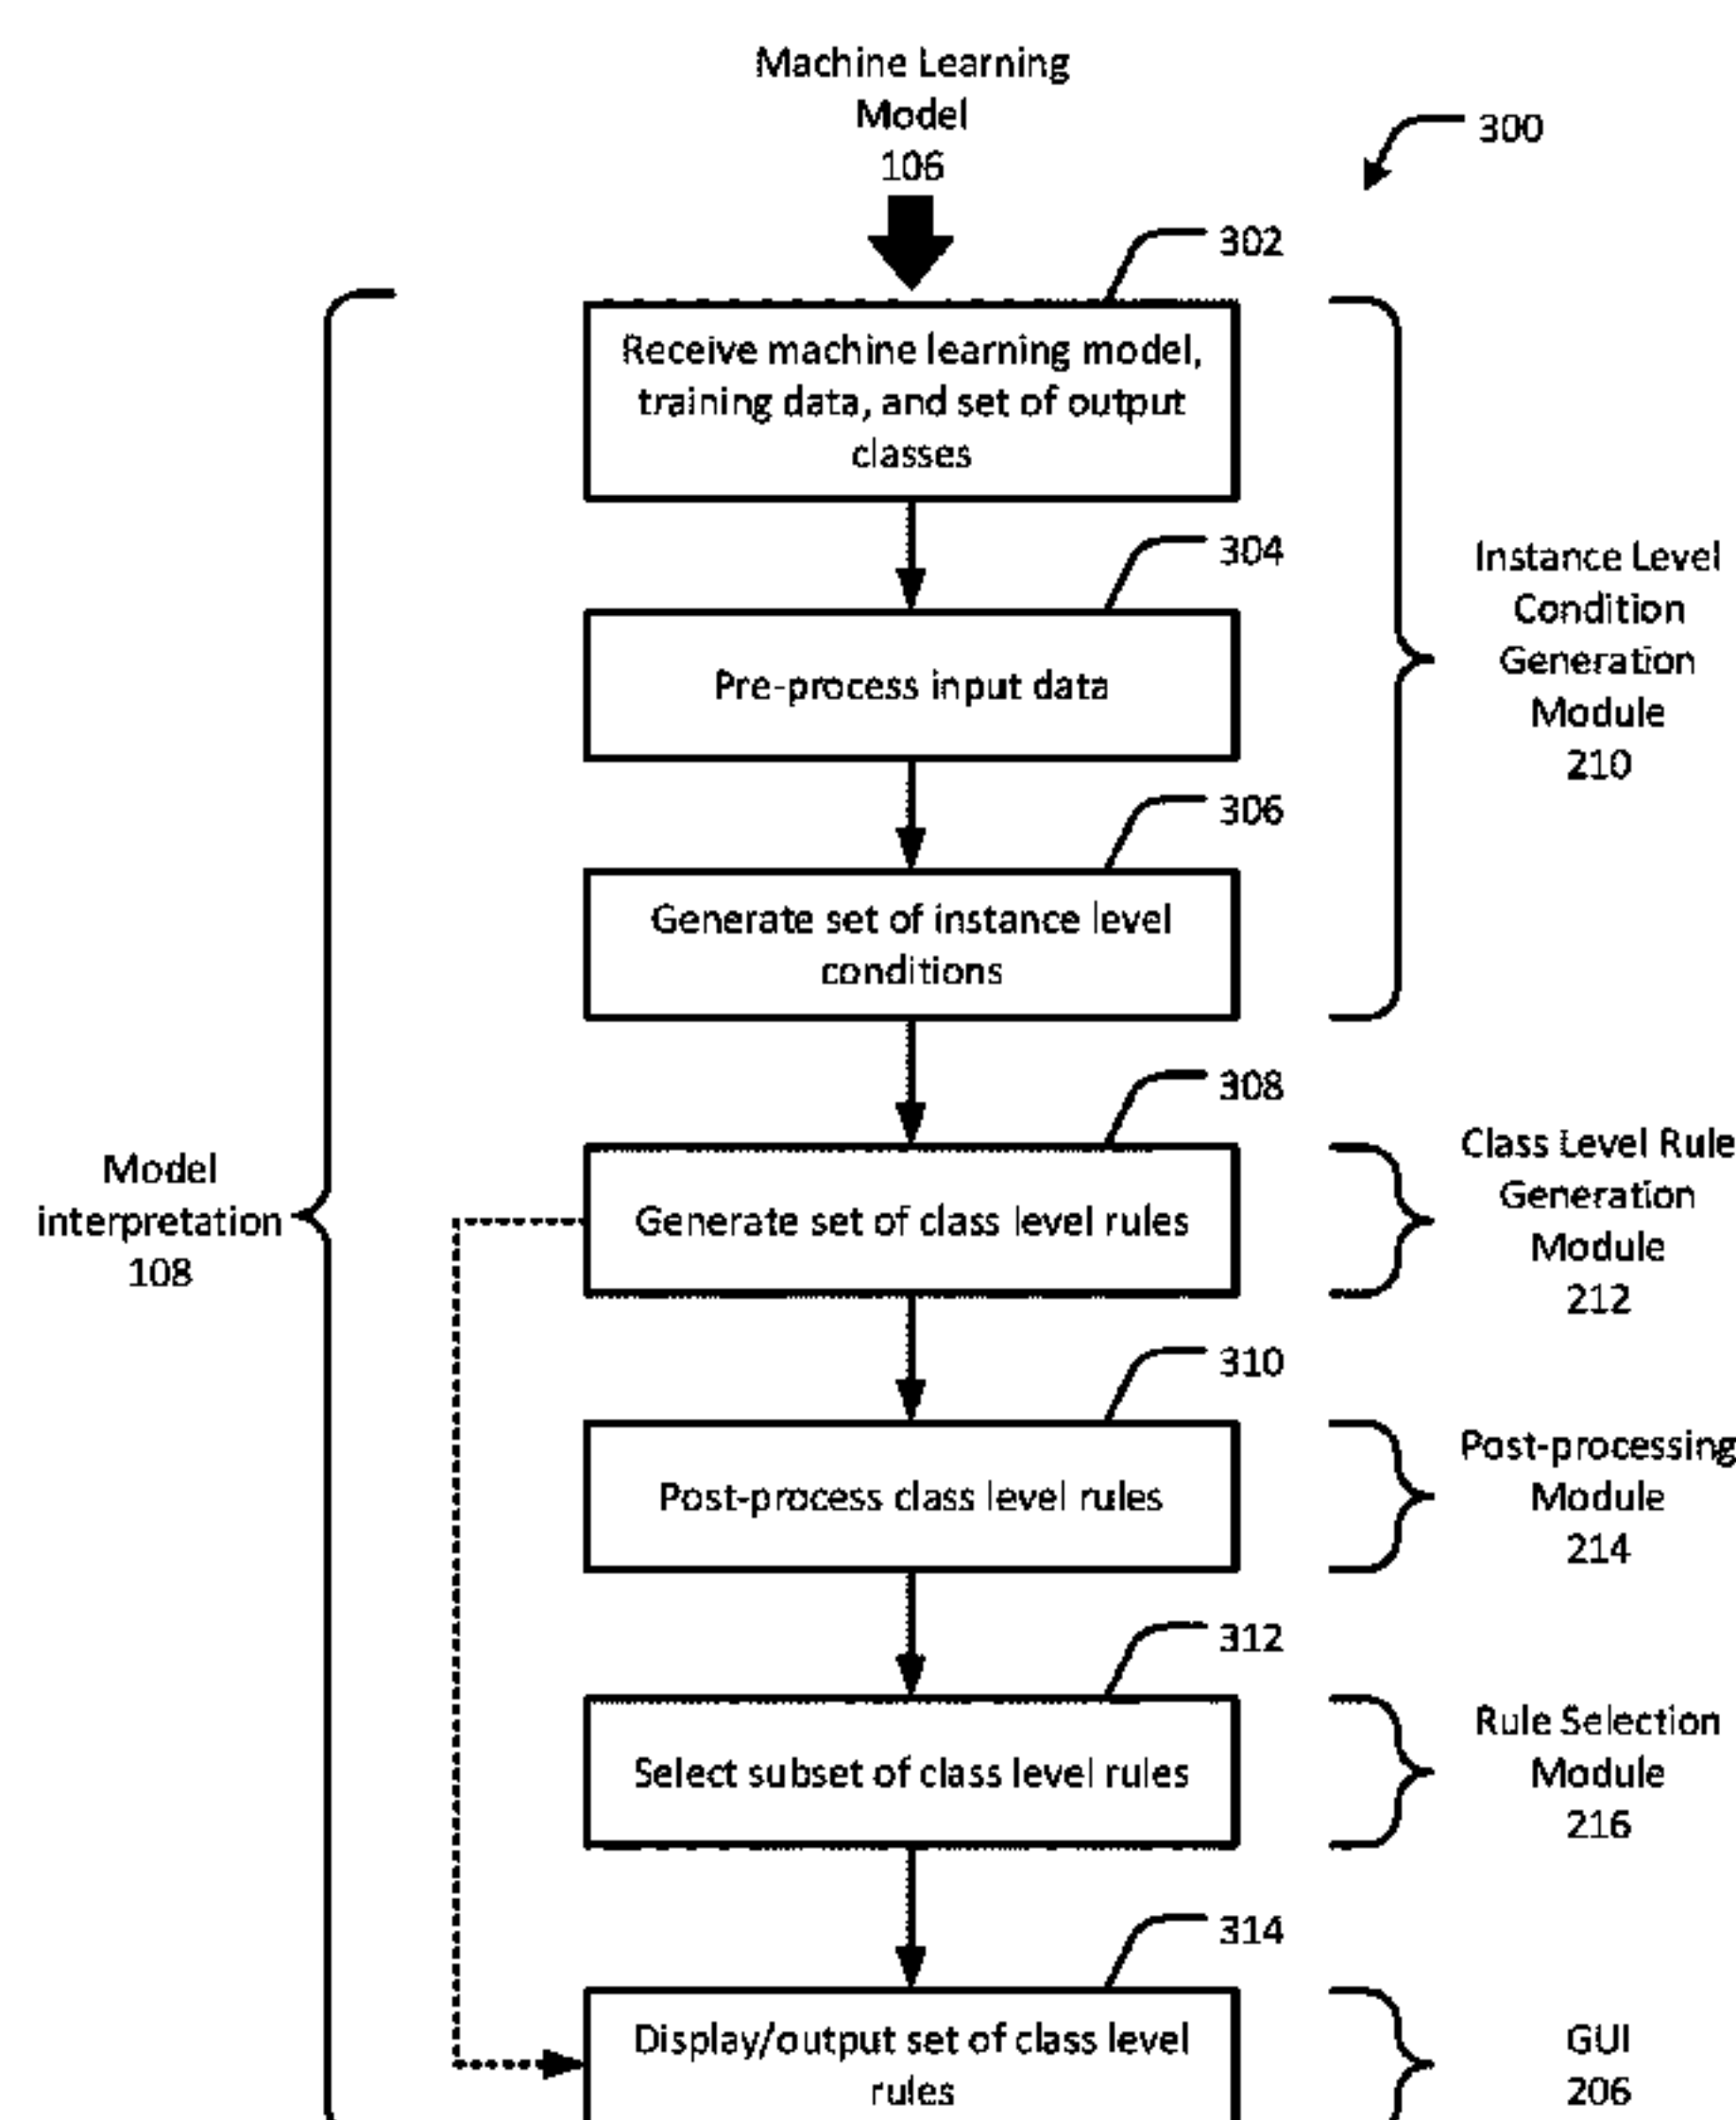 Machine Learning
Model
106
300
302
Receive machine learning model,
training data, and set of output
classes
304
Pre-process input data
Instance Level
Condition
Generation
Module
210
306
Generate set of instance level
conditions
308
Generate set of class level rules
Class Level Rule
Generation
Module
212
Model
interpretation
108
310
Post-process class level rules
Post-processing
Module
214
312
Select subset of class level rules
Rule Selection
Module
216
314
Display/output set of class level
rules
GUI
206